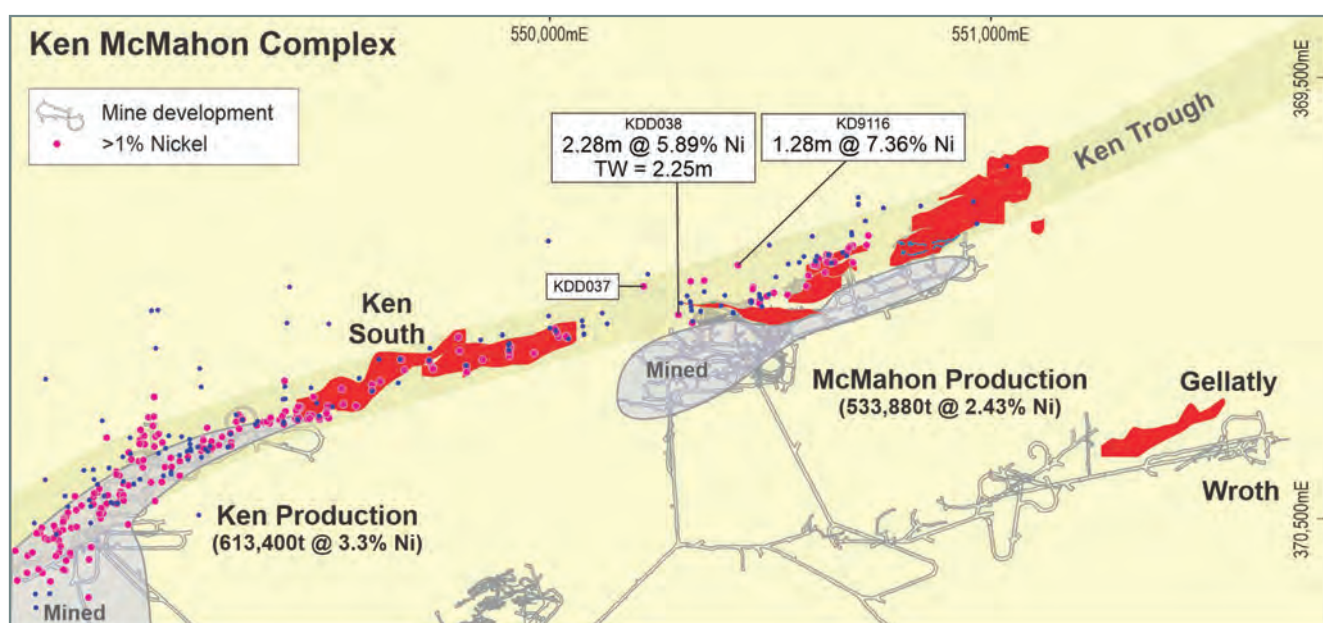 Ken McMahon Complex
550,000mE
551,000mE
369,500mE
Mine development
>1% Nickel
KDD038
2.28m @ 5.89% Ni
TW = 2.25m
KD9116
1.28m @ 7.36% Ni
Ken Trough
KDD037
Ken
South
Mined
McMahon Production
(533,880t @ 2.43% Ni)
Gellatly
Wroth
Ken Production
(613,400t @ 3.3% Ni)
370,500mE
Mined